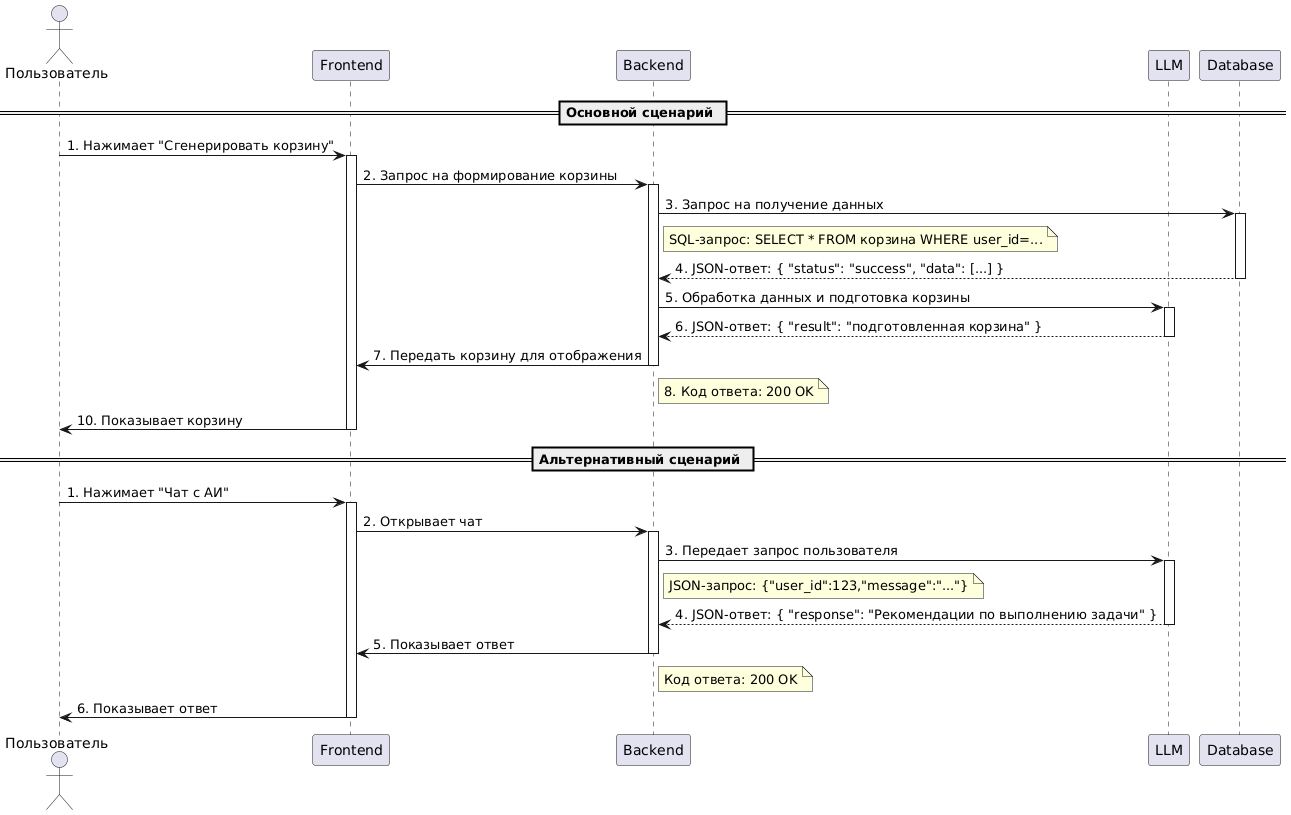 Пользователь
Frontend
Backend
LLM
Database
Основной сценарий
1. Нажимает "Сгенерировать корзину"
2. Запрос на формирование корзины
3. Запрос на получение данных
SQL-запрос: SELECT * FROM корзина WHERE user_id=...
4. JSON-ответ: { "status": "success", "data": [...] }
5. Обработка данных и подготовка корзины
6. JSON-ответ: { "result": "подготовленная корзина" }
7. Передать корзину для отображения
8. Код ответа: 200 OK
10. Показывает корзину
Альтернативный сценарий
1. Нажимает "Чат с АИ"
2. Открывает чат
3. Передает запрос пользователя
JSON-запрос: {"user_id":123,"message":"..."}
4. JSON-ответ: { "response": "Рекомендации по выполнению задачи" }
5. Показывает ответ
Код ответа: 200 OK
6. Показывает ответ
Пользователь
Frontend
Backend
LLM
Database